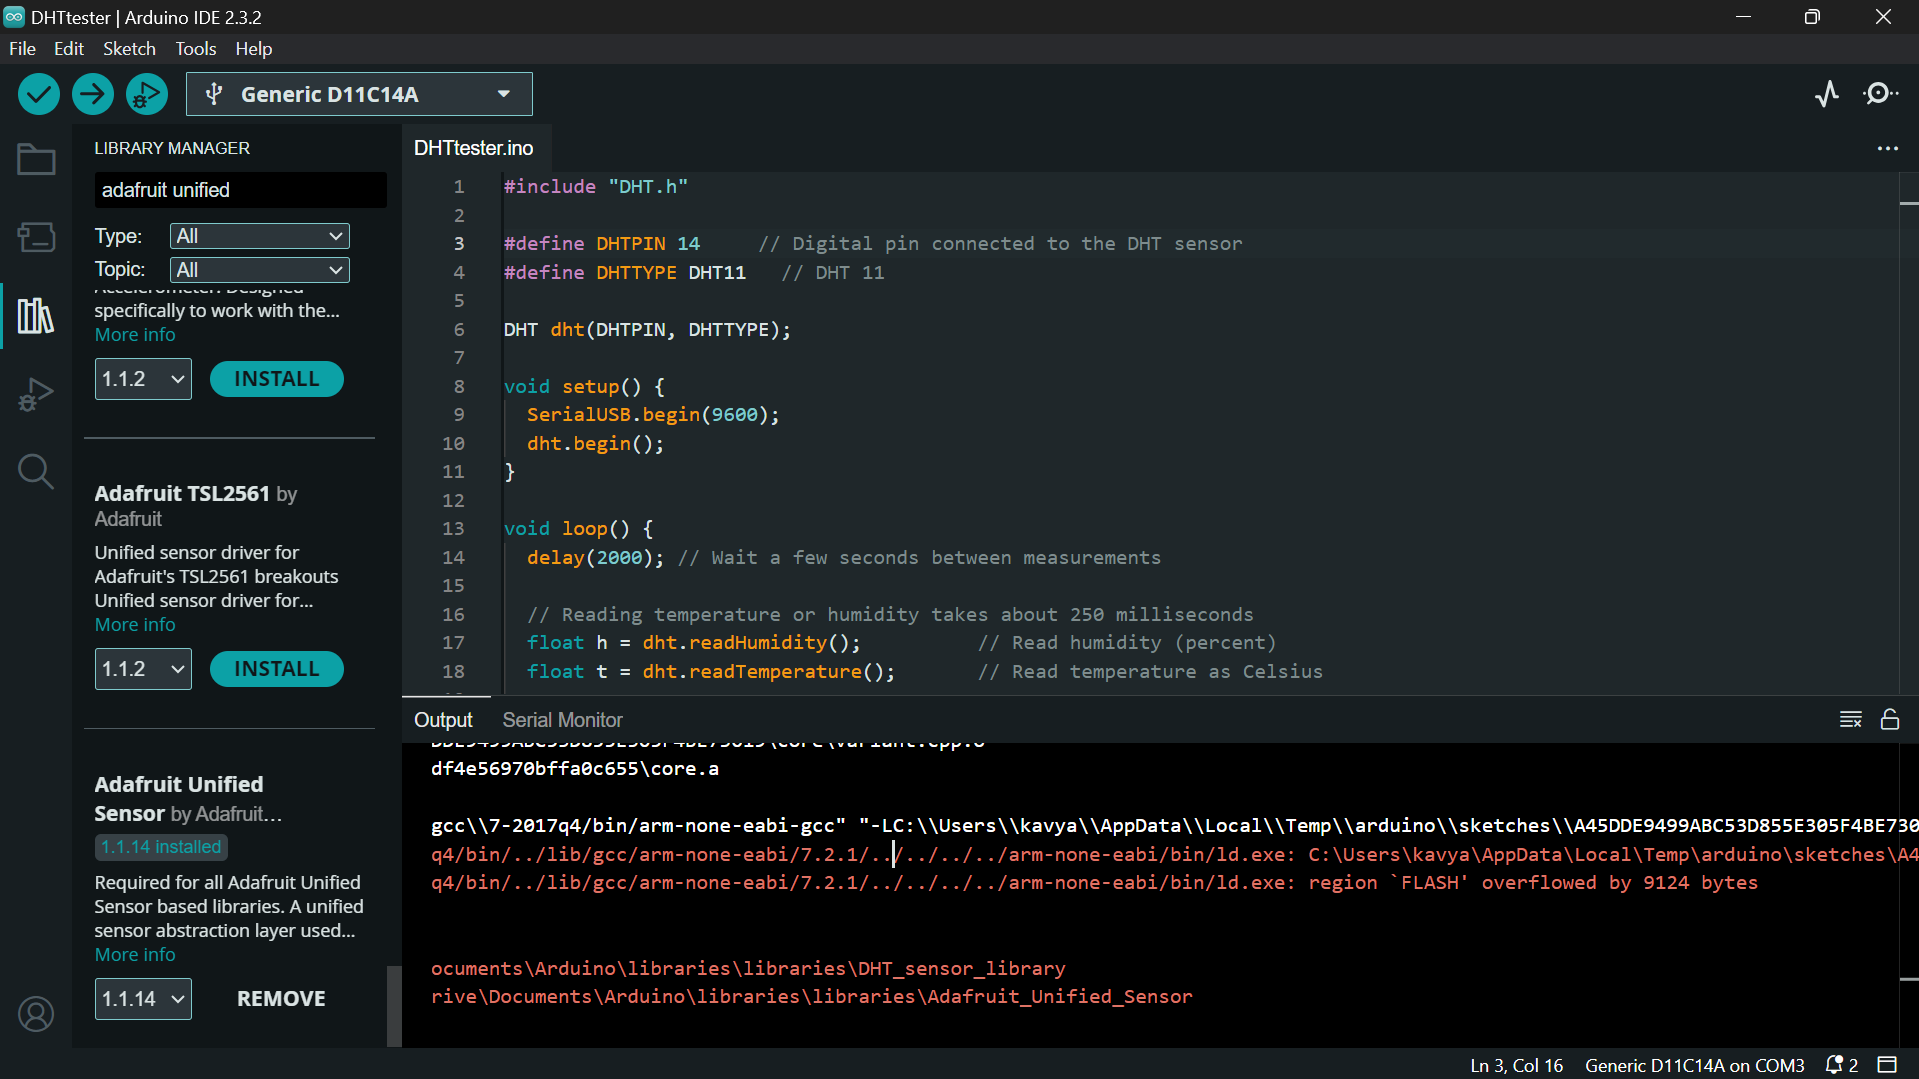 DHTtester | Arduino IDE 2.3.2
File Edit Sketch Tools Help
Generic D11C14A
LIBRARY MANAGER
adafruit unified
Type: All
Topic: All
specifically to work with the...
More info
1.1.2 INSTALL
Adafruit TSL2561 by
Adafruit
Unified sensor driver for
Adafruit's TSL2561 breakouts
Unified sensor driver for...
More info
1.1.2 INSTALL
Adafruit Unified
Sensor by Adafruit...
1.1.14 installed
Required for all Adafruit Unified
Sensor based libraries. A unified
sensor abstraction layer used...
More info
1.1.14 REMOVE
DHTtester.ino
1 #include "DHT.h"
2
3 #define DHTPIN 14 // Digital pin connected to the DHT sensor
4 #define DHTTYPE DHT11 // DHT 11
5
6 DHT dht(DHTPIN, DHTTYPE);
7
8 void setup() {
9 SerialUSB.begin(9600);
10 dht.begin();
11 }
12
13 void loop() {
14 delay(2000); // Wait a few seconds between measurements
15
16 // Reading temperature or humidity takes about 250 milliseconds
17 float h = dht.readHumidity(); // Read humidity (percent)
18 float t = dht.readTemperature(); // Read temperature as Celsius
Output Serial Monitor
df4e56970bffa0c655\core.a
gcc\\7-2017q4/bin/arm-none-eabi-gcc" "-LC:\\Users\\kavya\\AppData\\Local\\Temp\\arduino\\sketches\\A45DDE9499ABC53D855E305F4BE730
q4/bin/../lib/gcc/arm-none-eabi/7.2.1/../../../../arm-none-eabi/bin/ld.exe: C:\Users\kavya\AppData\Local\Temp\arduino\sketches\A4
q4/bin/../lib/gcc/arm-none-eabi/7.2.1/../../../../arm-none-eabi/bin/ld.exe: region `FLASH' overflowed by 9124 bytes
ocuments\Arduino\libraries\libraries\DHT_sensor_library
rive\Documents\Arduino\libraries\libraries\Adafruit_Unified_Sensor
Ln 3, Col 16 Generic D11C14A on COM3 2